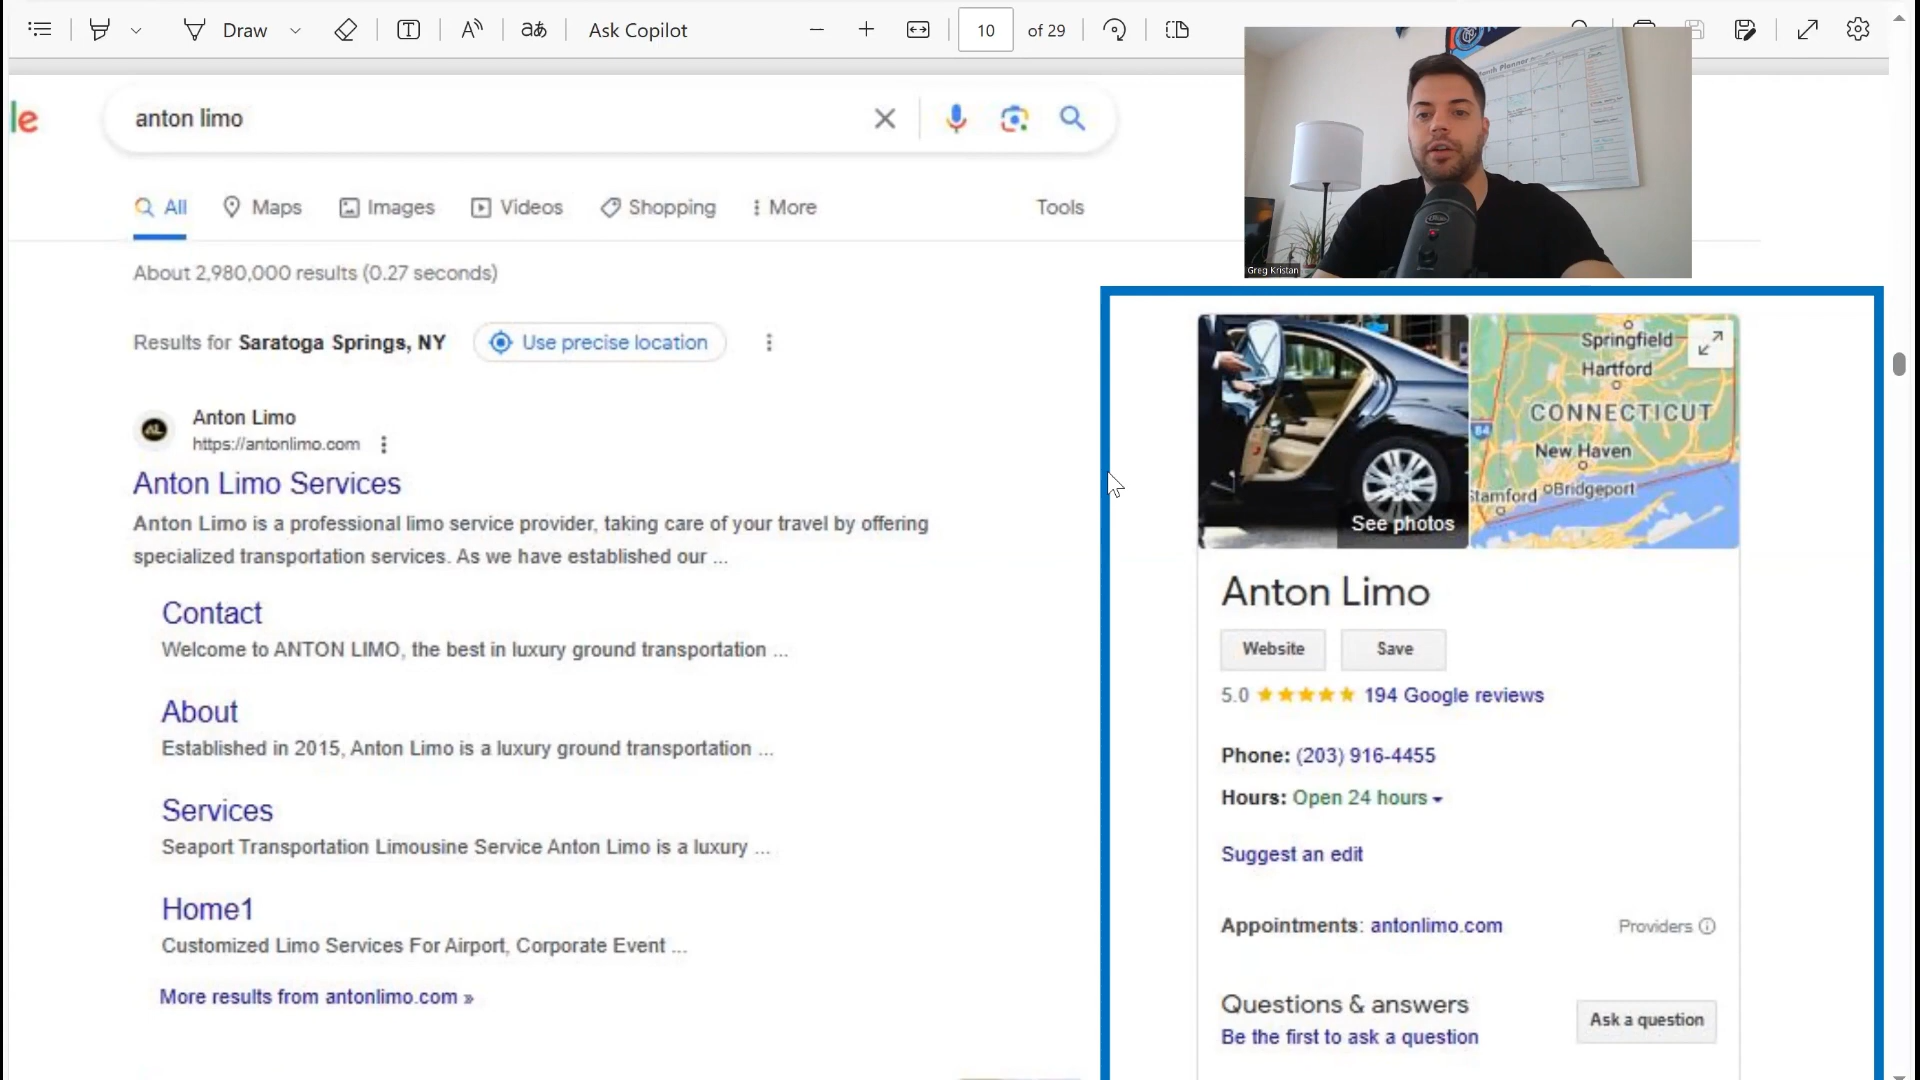 Draw
Ask Copilot
10
of 29
Month Planner
Greg Kristan
le
anton limo
All
Maps
Images
Videos
Shopping
More
Tools
About 2,980,000 results (0.27 seconds)
Results for Saratoga Springs, NY
Use precise location
AL
Anton Limo
https://antonlimo.com
Anton Limo Services
Anton Limo is a professional limo service provider, taking care of your travel by offering
specialized transportation services. As we have established our ...
Contact
Welcome to ANTON LIMO, the best in luxury ground transportation ...
About
Established in 2015, Anton Limo is a luxury ground transportation ...
Services
Seaport Transportation Limousine Service Anton Limo is a luxury ...
Home1
Customized Limo Services For Airport, Corporate Event ...
More results from antonlimo.com »
See photos
Springfield
Hartford
CONNECTICUT
84
New Haven
Stamford
Bridgeport
Anton Limo
Website
Save
5.0 ★★★★★ 194 Google reviews
Phone: (203) 916-4455
Hours: Open 24 hours
Suggest an edit
Appointments: antonlimo.com
Providers
Questions & answers
Be the first to ask a question
Ask a question